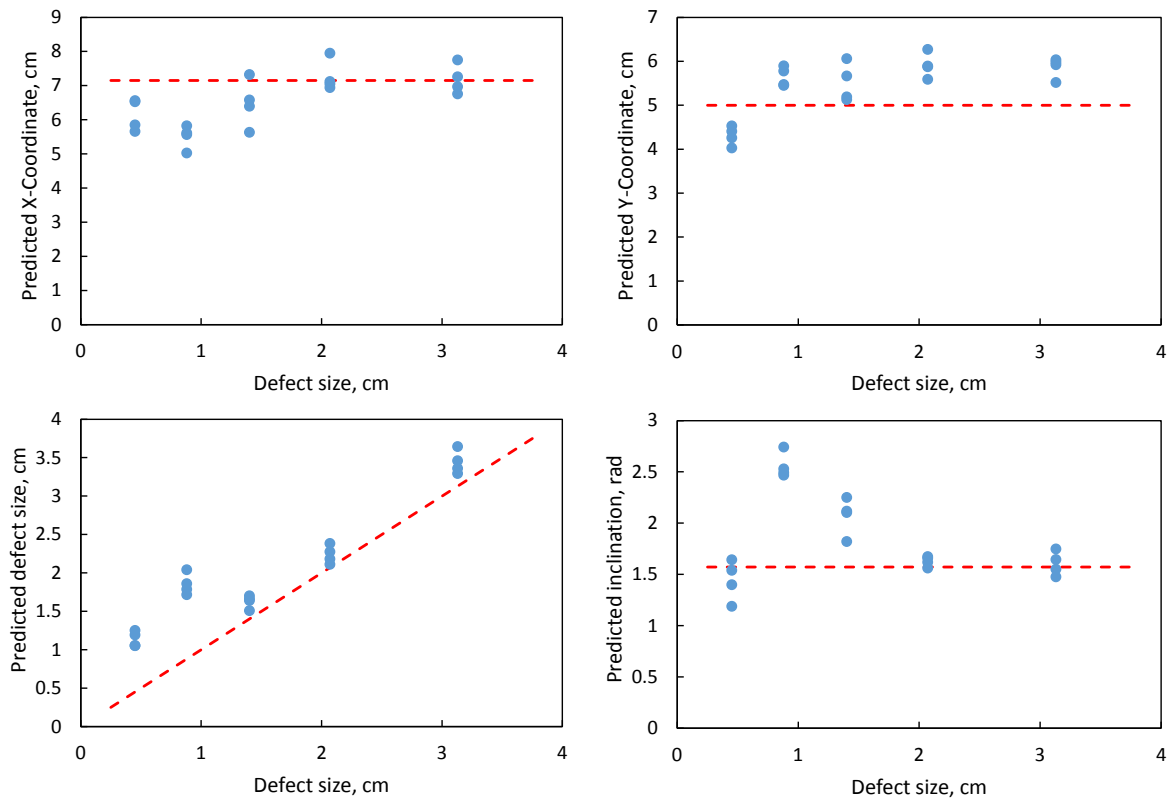 9
8
7
6
5
4
3
2
1
0
0 1 2 3 4
Predicted X-Coordinate, cm
Defect size, cm
7
6
5
4
3
2
1
0
0 1 2 3 4
Predicted Y-Coordinate, cm
Defect size, cm
4
3.5
3
2.5
2
1.5
1
0.5
0
0 1 2 3 4
Predicted defect size, cm
Defect size, cm
3
2.5
2
1.5
1
0.5
0
0 1 2 3 4
Predicted inclination, rad
Defect size, cm